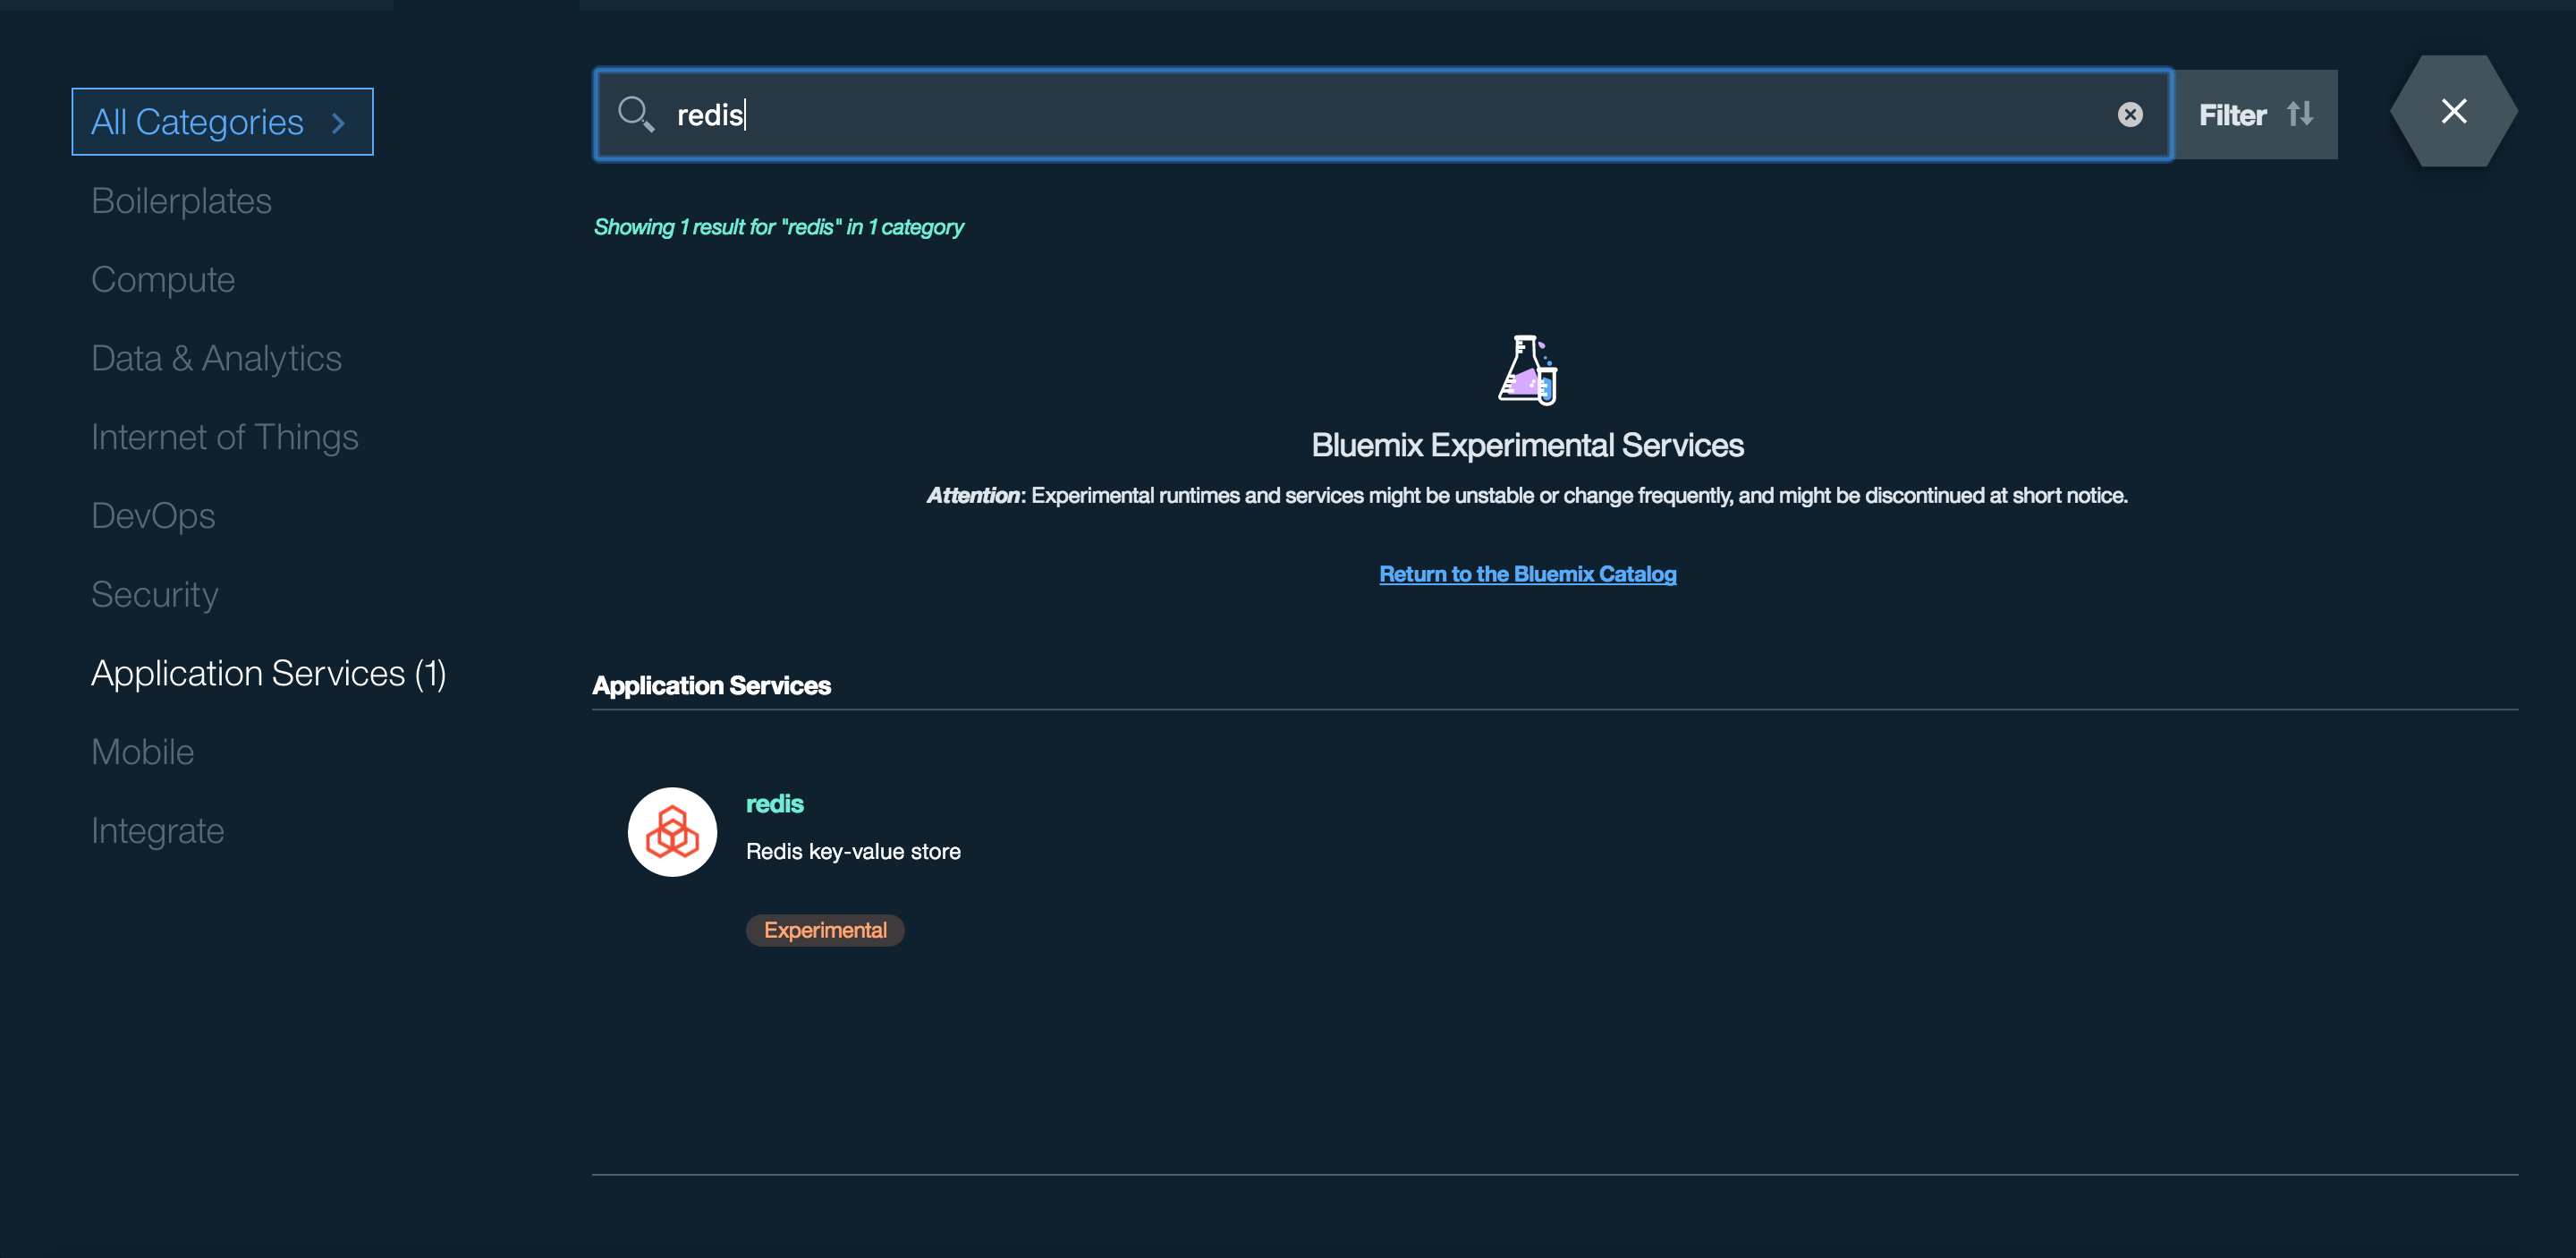 All Categories
Boilerplates
Compute
Data & Analytics
Internet of Things
DevOps
Security
Application Services (1)
Mobile
Integrate
redis
Filter
Showing 1 result for "redis" in 1 category
Bluemix Experimental Services
Attention: Experimental runtimes and services might be unstable or change frequently, and might be discontinued at short notice.
Return to the Bluemix Catalog
Application Services
redis
Redis key-value store
Experimental